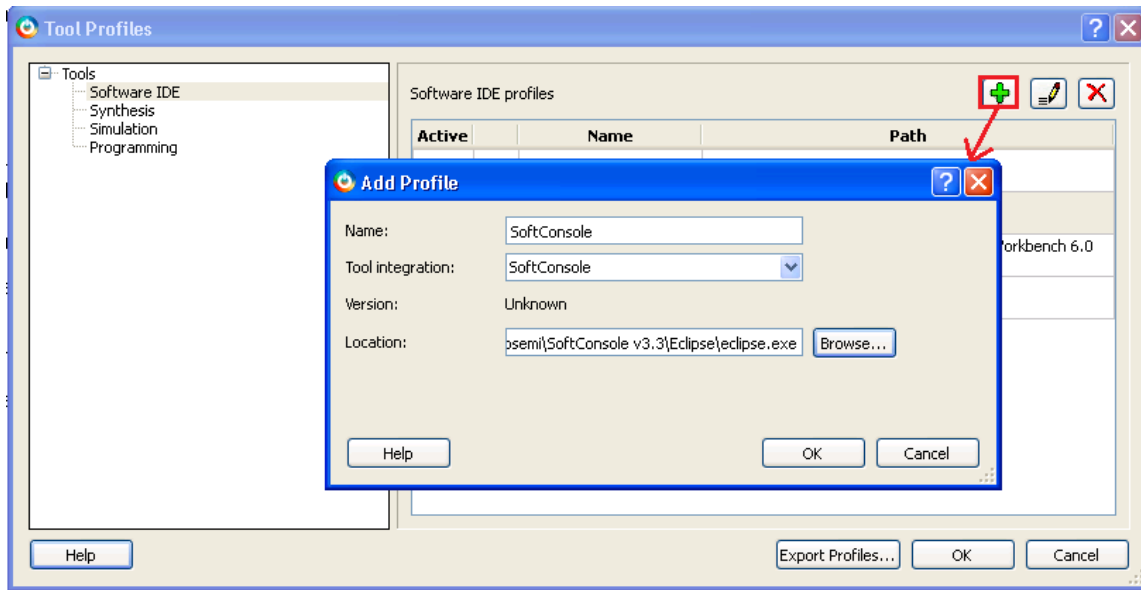 Tool Profiles
Tools
Software IDE
Synthesis
Simulation
Programming
Software IDE profiles
Active Name Path
Add Profile
Name: SoftConsole
Tool integration: SoftConsole
Version: Unknown
Location: osemi\SoftConsole v3.3\Eclipse\eclipse.exe Browse...
orkbench 6.0
Help OK Cancel
Help Export Profiles... OK Cancel